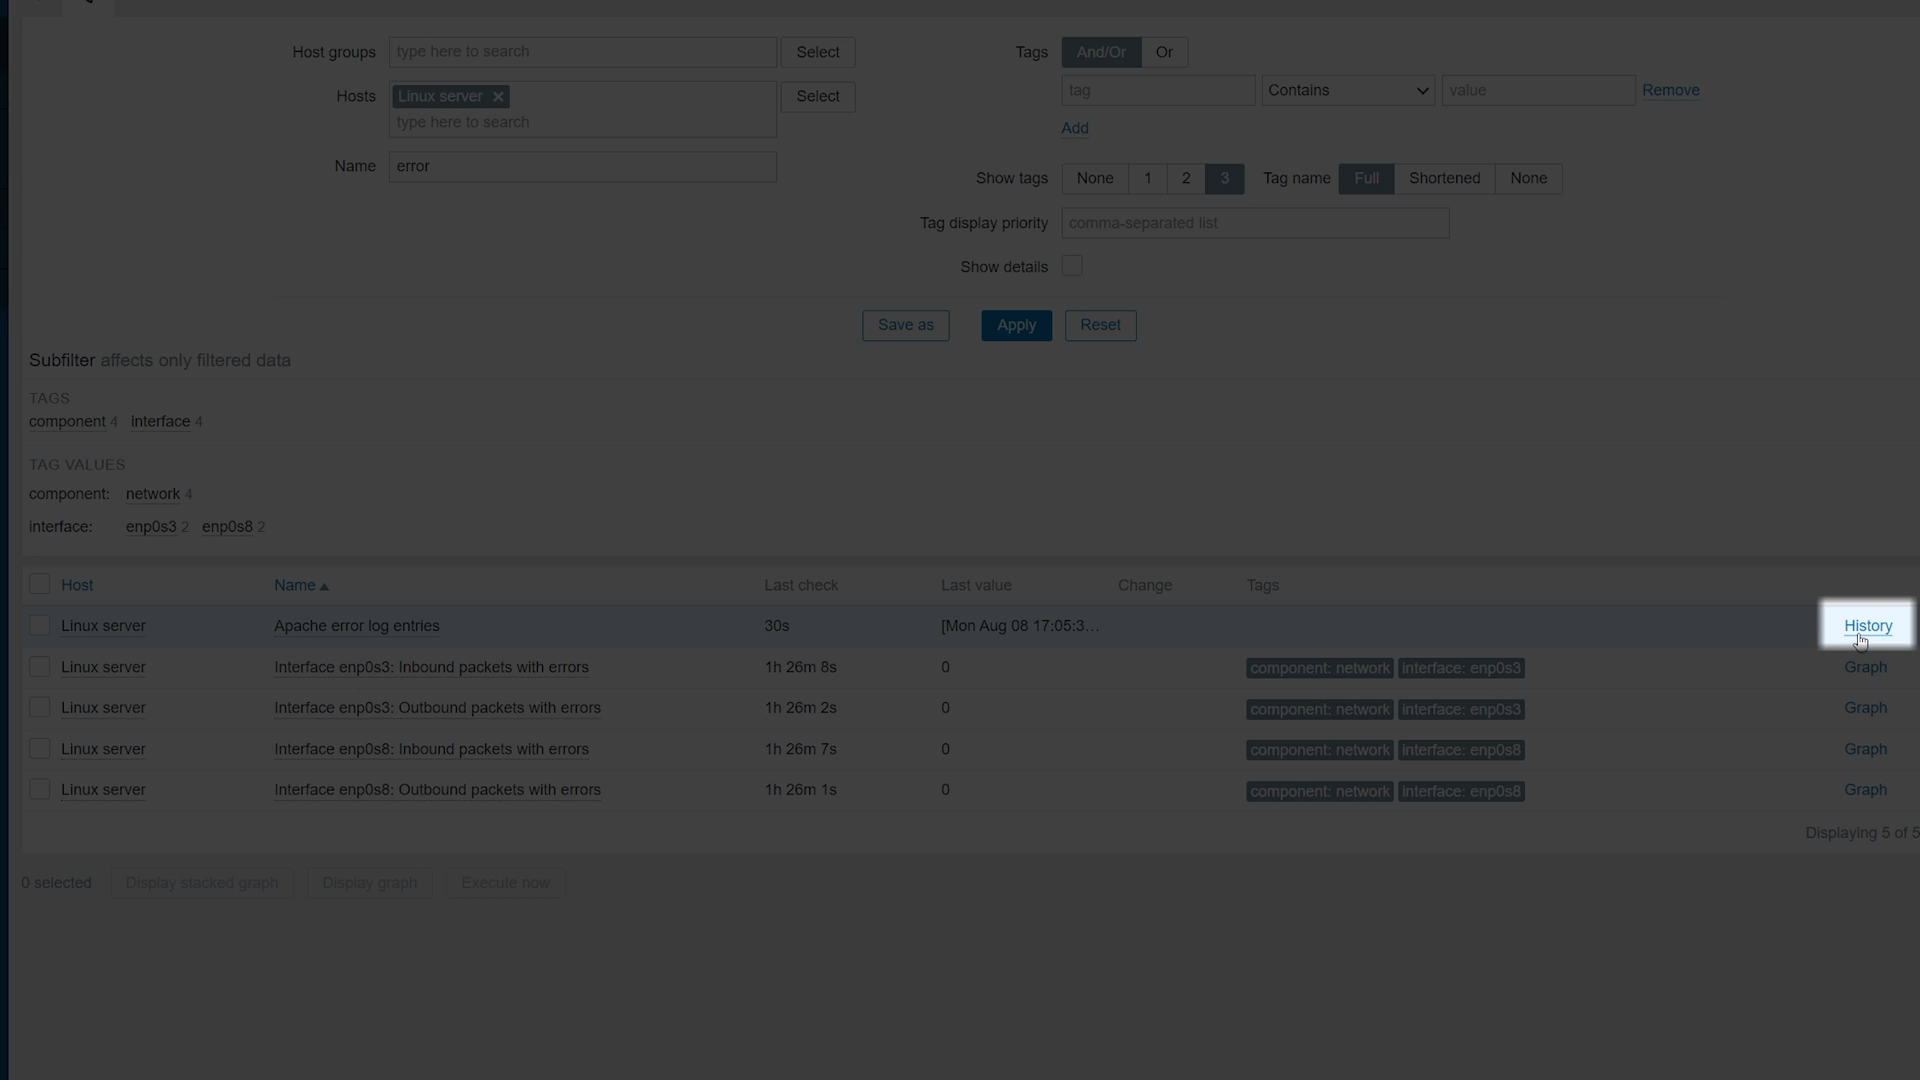 Host groups type here to search Select
Tags And/Or Or
Hosts Linux server × Select
type here to search
tag Contains value Remove
Add
Name error
Show tags None 1 2 3 Tag name Full Shortened None
Tag display priority comma-separated list
Show details
Save as Apply Reset
Subfilter affects only filtered data
TAGS
component 4 interface 4
TAG VALUES
component: network 4
interface: enp0s3 2 enp0s8 2
Host Name ▲ Last check Last value Change Tags
Linux server Apache error log entries 30s [Mon Aug 08 17:05:3... History
Linux server Interface enp0s3: Inbound packets with errors 1h 26m 8s 0 component: network interface: enp0s3 Graph
Linux server Interface enp0s3: Outbound packets with errors 1h 26m 2s 0 component: network interface: enp0s3 Graph
Linux server Interface enp0s8: Inbound packets with errors 1h 26m 7s 0 component: network interface: enp0s8 Graph
Linux server Interface enp0s8: Outbound packets with errors 1h 26m 1s 0 component: network interface: enp0s8 Graph
Displaying 5 of 5
0 selected Display stacked graph Display graph Execute now